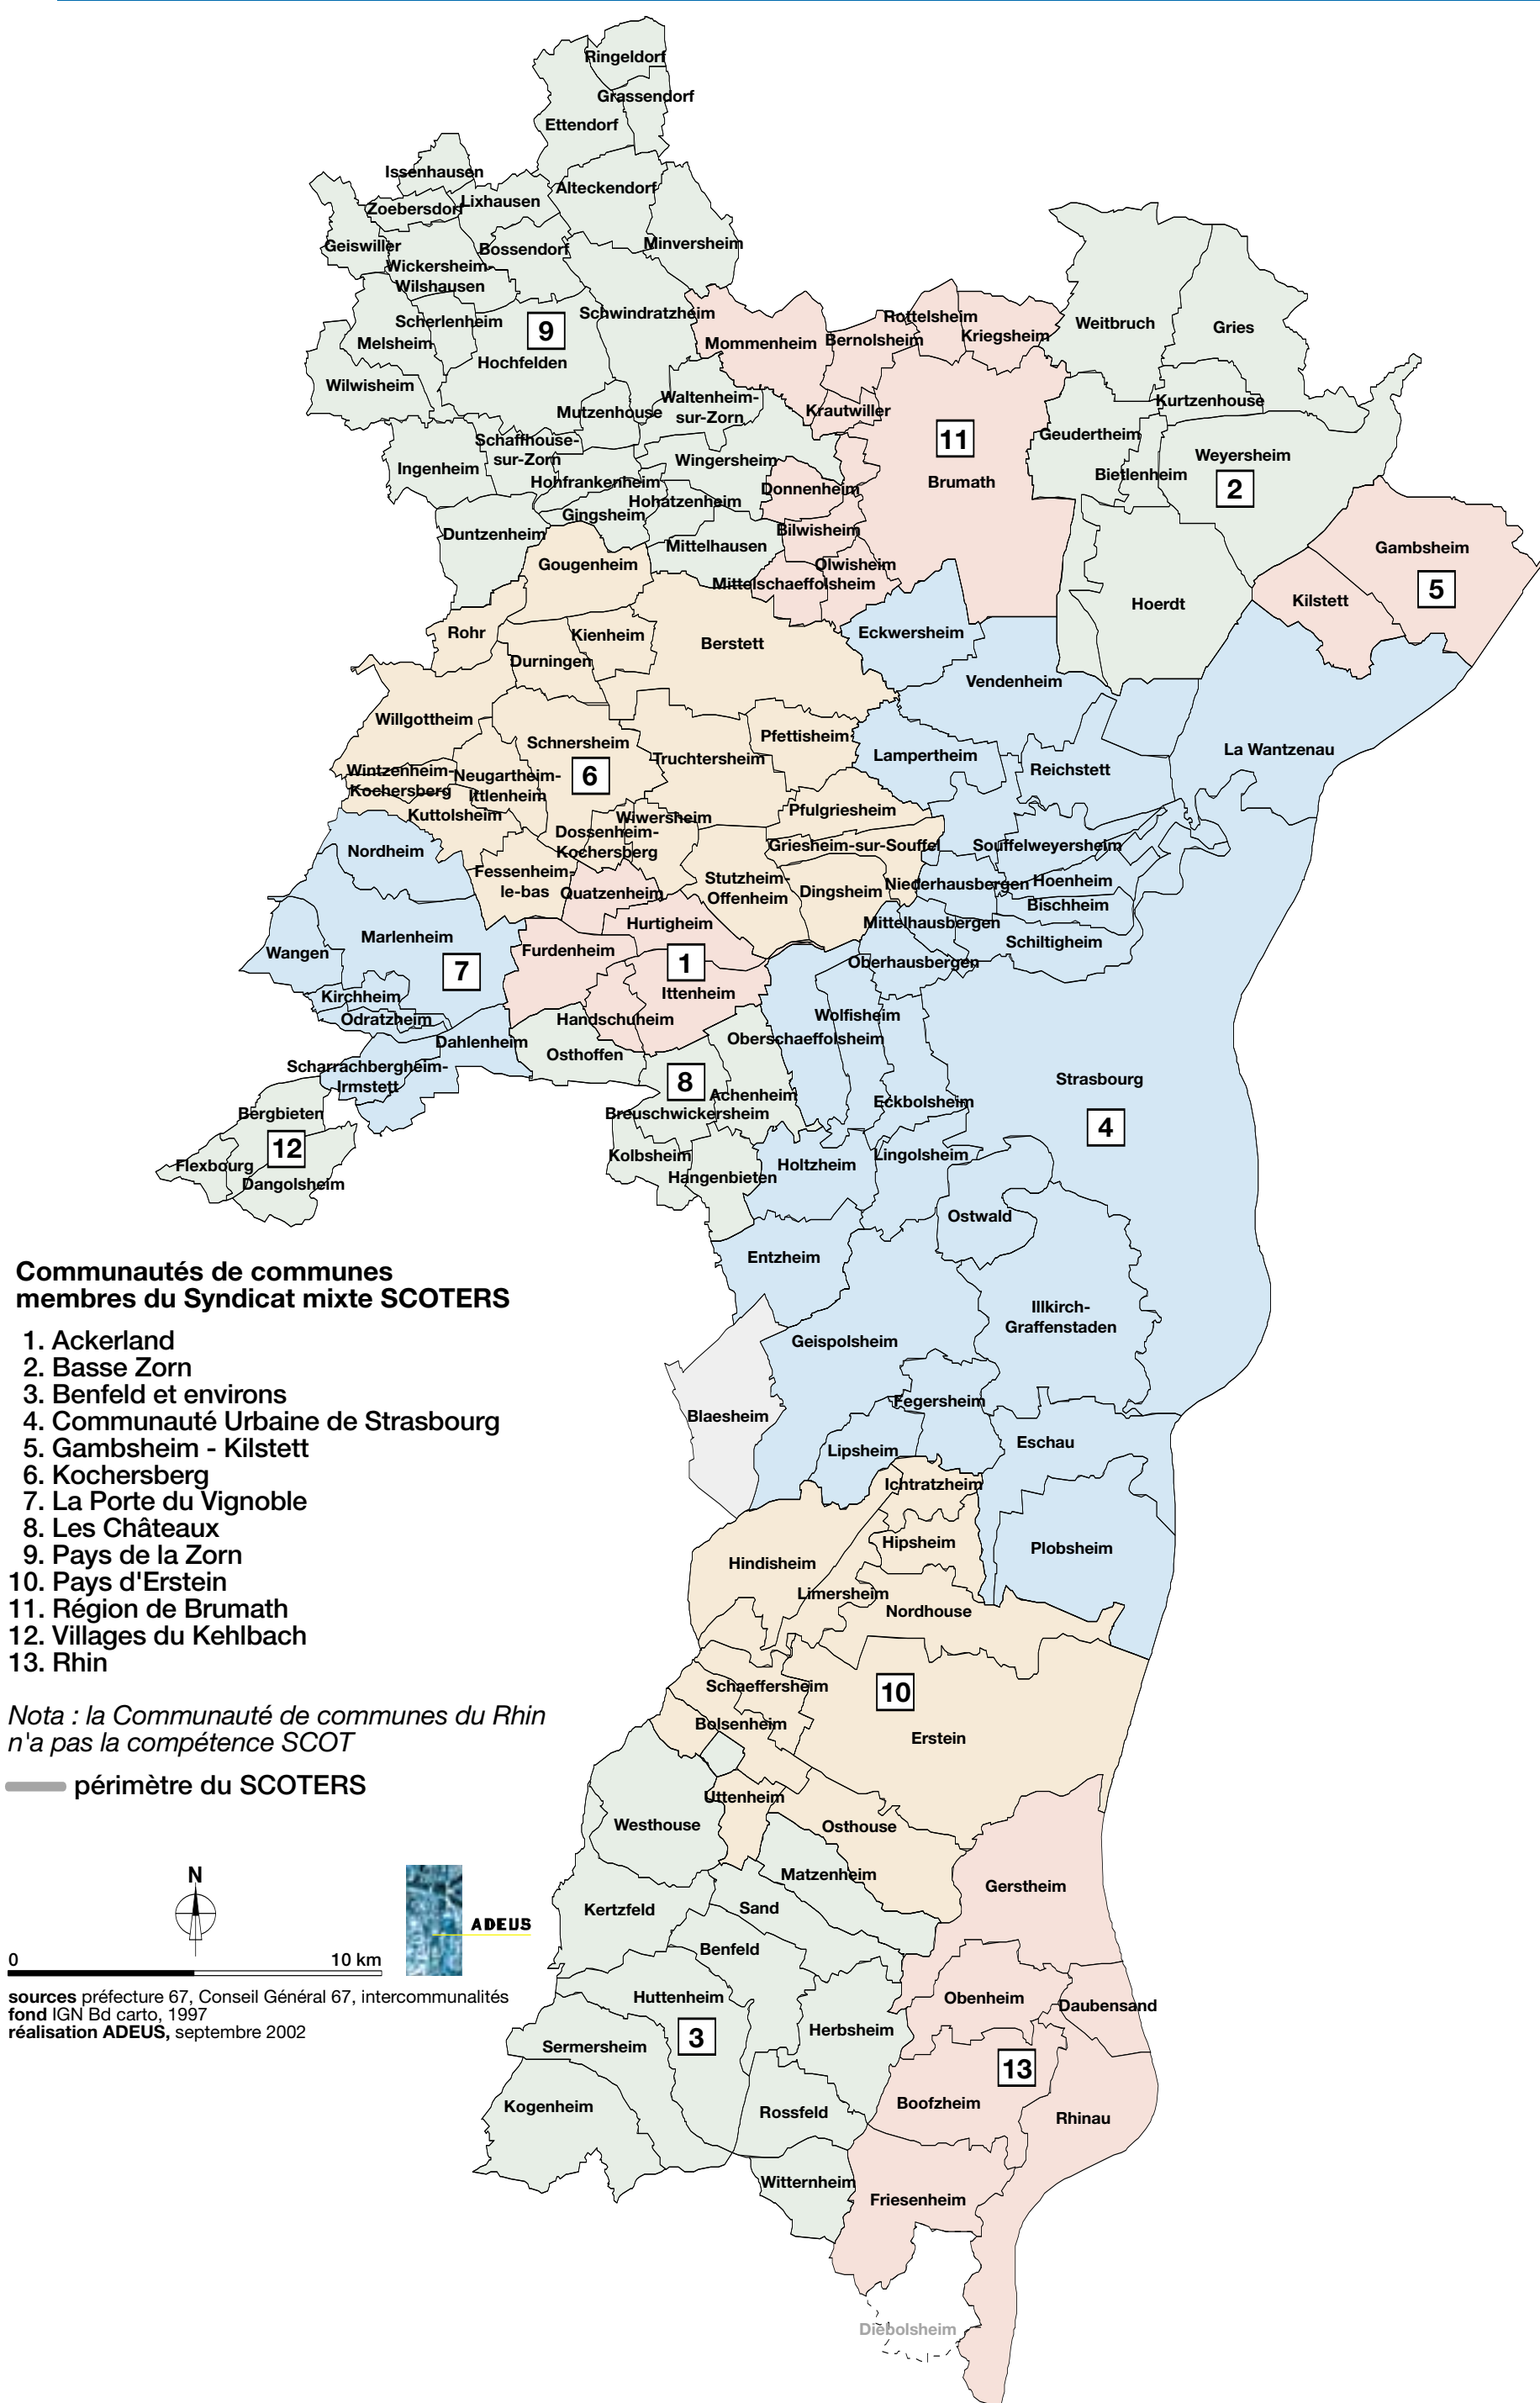 Ringeldorf
Grassendorf
Ettendorf
Issenhausen
Alteckendorf
Zoebersdorf
Lixhausen
Geiswiller
Bossendorf
Minversheim
Wickersheim-
Wilshausen
Schwindratzheim
Scherlenheim
9
Melsheim
Hochfelden
Wilwisheim
Mutzenhouse
Waltenheim-
sur-Zorn
Schaffhouse-
sur-Zorn
Ingenheim
Wingersheim
Hohfrankenheim
Hohatzenheim
Gingsheim
Duntzenheim
Mittelhausen
Rottelsheim
Mommenheim
Bernolsheim
Kriegsheim
Krautwiller
11
Brumath
Donnenheim
Bilwisheim
Olwisheim
Mittelschaeffolsheim
Weitbruch
Gries
Kurtzenhouse
Geudertheim
Weyersheim
Bietlenheim
2
Hoerdt
Gambsheim
5
Kilstett
Gougenheim
Rohr
Kienheim
Berstett
Durningen
Willgottheim
Schnersheim
Pfettisheim
Truchtersheim
Wintzenheim-
Kochersberg
Neugartheim-
Ittlenheim
6
Kuttolsheim
Wiwersheim
Pfulgriesheim
Dossenheim-
Kochersberg
Griesheim-sur-Souffel
Fessenheim-
le-bas
Stutzheim-
Offenheim
Dingsheim
Eckwersheim
Vendenheim
Lampertheim
Reichstett
La Wantzenau
Souffelweyersheim
Niederhausbergen
Hoenheim
Bischheim
Mittelhausbergen
Schiltigheim
Oberhausbergen
Nordheim
Marlenheim
Wangen
7
Kirchheim
Odratzheim
Dahlenheim
Scharrachbergheim-
Irmstett
Quatzenheim
Hurtigheim
Furdenheim
1
Ittenheim
Handschuheim
Osthoffen
8
Achenheim
Breuschwickersheim
Kolbsheim
Hangenbieten
Wolfisheim
Oberschaeffolsheim
Eckbolsheim
Strasbourg
4
Holtzheim
Lingolsheim
Ostwald
Entzheim
Bergbieten
12
Flexbourg
Dangolsheim
Illkirch-
Graffenstaden
Geispolsheim
Blaesheim
Fegersheim
Lipsheim
Eschau
Plobsheim
Communautés de communes
membres du Syndicat mixte SCOTERS
1. Ackerland
2. Basse Zorn
3. Benfeld et environs
4. Communauté Urbaine de Strasbourg
5. Gambsheim - Kilstett
6. Kochersberg
7. La Porte du Vignoble
8. Les Châteaux
9. Pays de la Zorn
10. Pays d'Erstein
11. Région de Brumath
12. Villages du Kehlbach
13. Rhin
Nota : la Communauté de communes du Rhin
n'a pas la compétence SCOT
périmètre du SCOTERS
Ichtratzheim
Hipsheim
Hindisheim
Limersheim
Nordhouse
Schaeffersheim
10
Bolsenheim
Erstein
Uttenheim
Osthouse
Westhouse
Matzenheim
Gerstheim
Kertzfeld
Sand
Benfeld
Huttenheim
Obenheim
Daubensand
Herbsheim
3
Sermersheim
13
Kogenheim
Rossfeld
Boofzheim
Rhinau
Witternheim
Friesenheim
Diebolsheim
N
ADEUS
0 10 km
sources préfecture 67, Conseil Général 67, intercommunalités
fond IGN Bd carto, 1997
réalisation ADEUS, septembre 2002